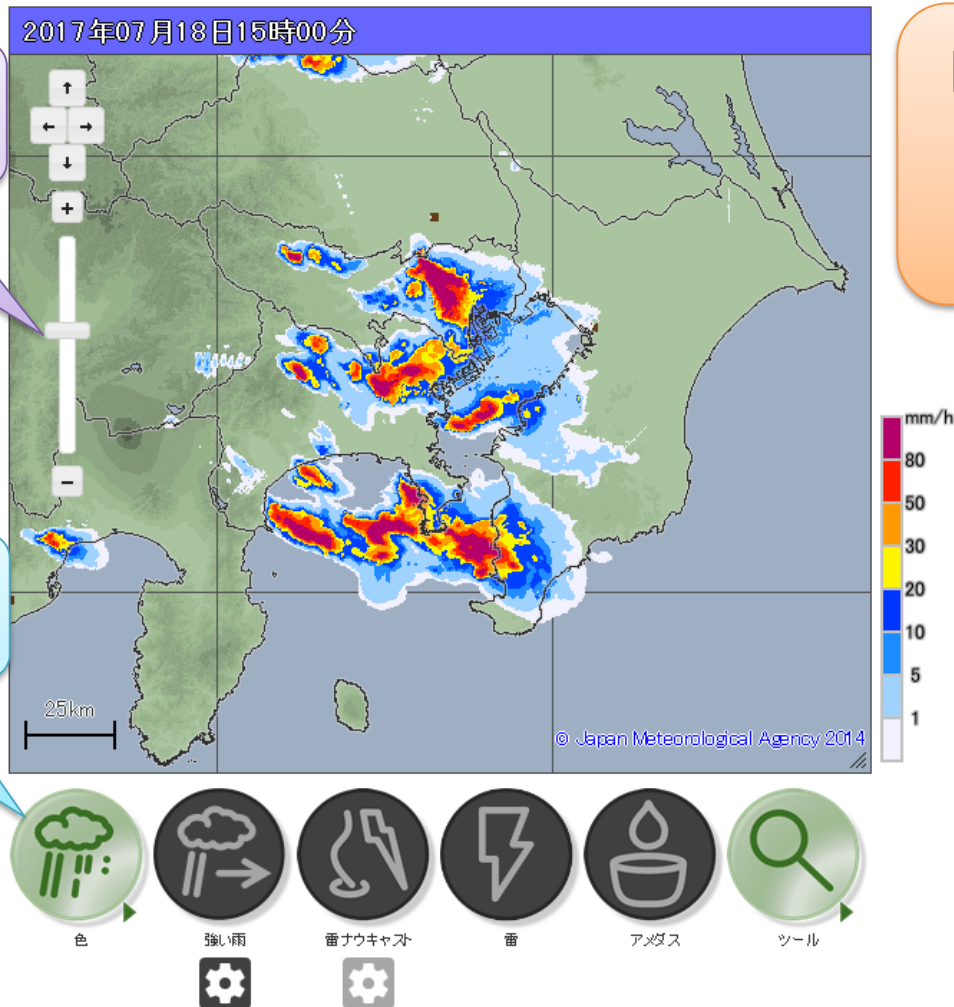 2017年07月18日15時00分
↑
← →
↓
+
-
25km
© Japan Meteorological Agency 2014
mm/h
80
50
30
20
10
5
1
色
強い雨
雷ナウキャスト
雷
アメダス
ツール